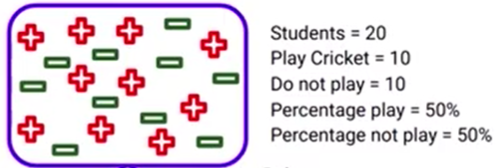 Students = 20
Play Cricket = 10
Do not play = 10
Percentage play = 50%
Percentage not play = 50%